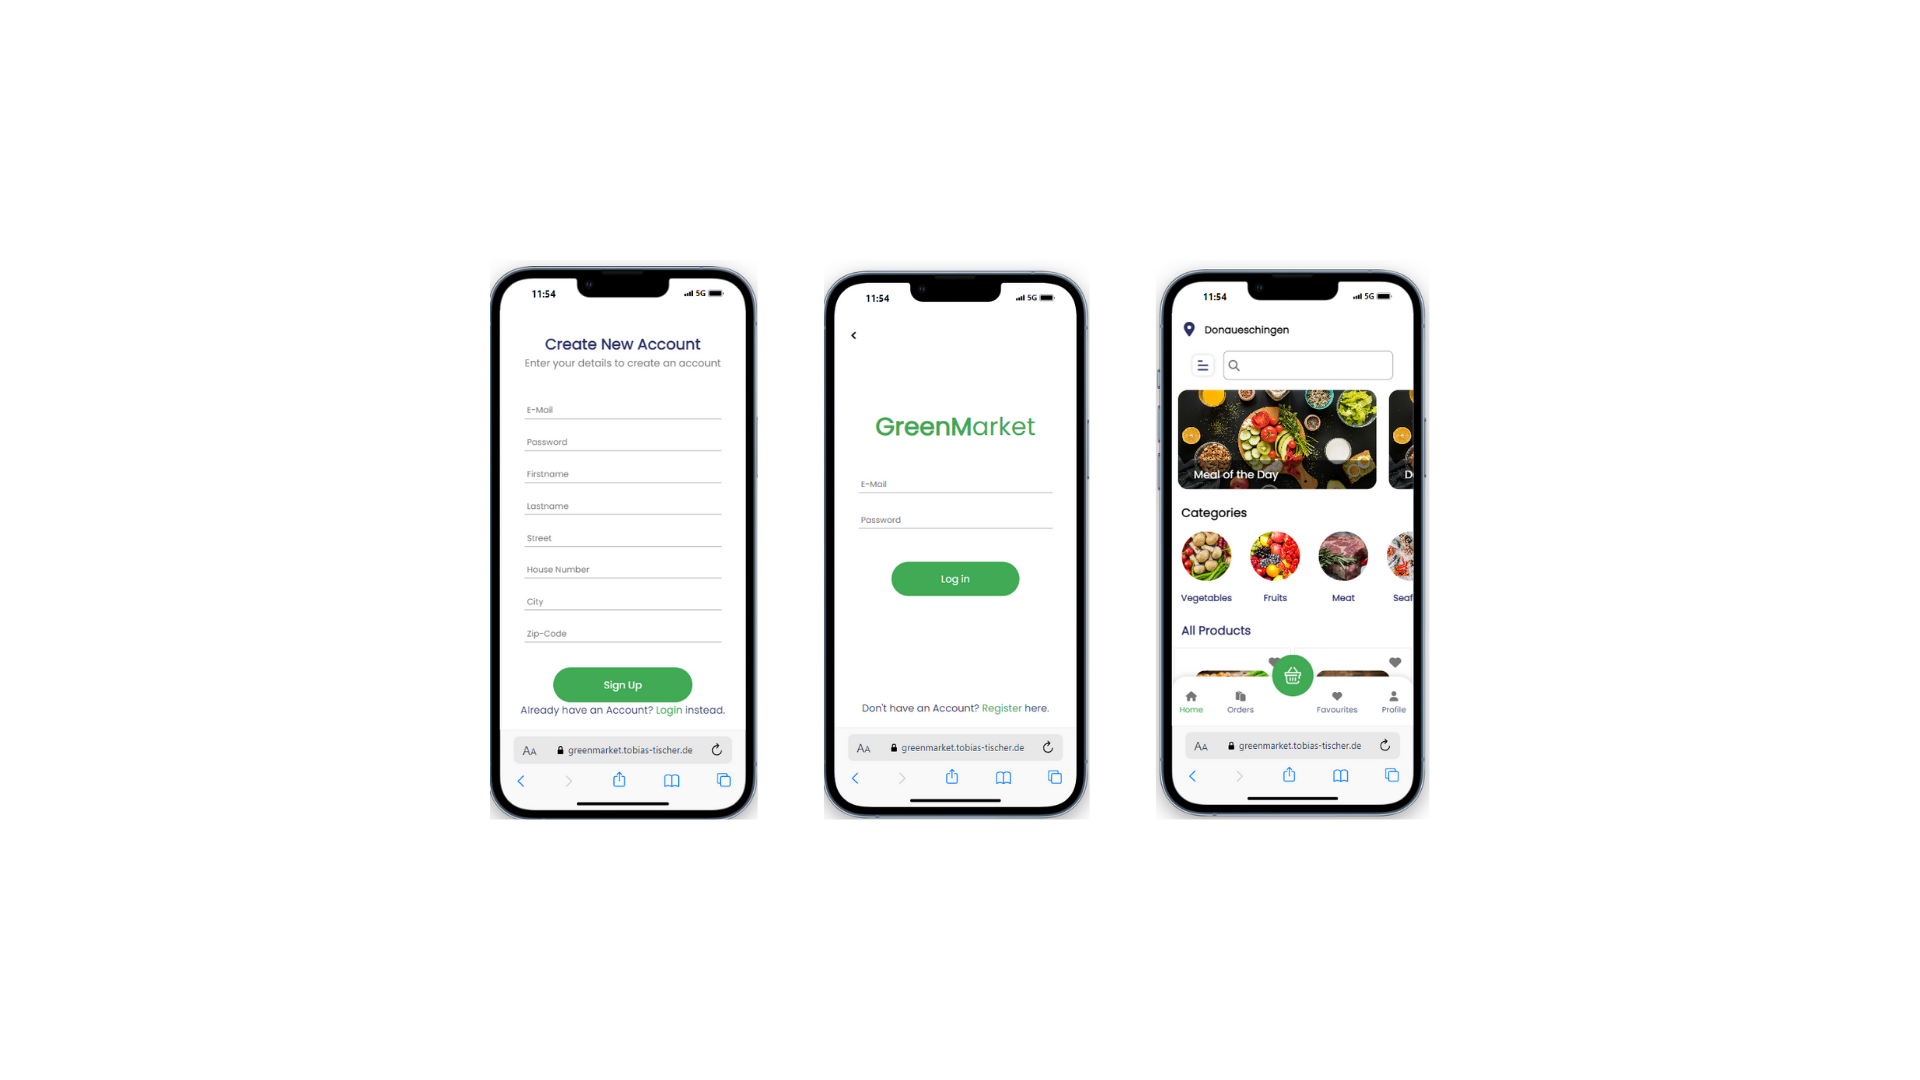 11:54
5G
Create New Account
Enter your details to create an account
E-Mail
Password
Firstname
Lastname
Street
House Number
City
Zip-Code
Sign Up
Already have an Account? Login instead.
AA greenmarket.tobias-tischer.de
11:54
5G
GreenMarket
E-Mail
Password
Log in
Don't have an Account? Register here.
AA greenmarket.tobias-tischer.de
11:54
5G
Donaueschingen
Meal of the Day
D
Categories
Vegetables Fruits Meat Seaf
All Products
Home Orders Favourites Profile
AA greenmarket.tobias-tischer.de